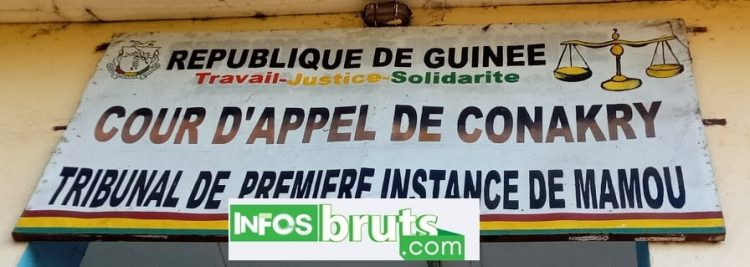 REPUBLIQUE DE GUINEE
Travail-Justice-Solidarite
COUR D'APPEL DE CONAKRY
TRIBUNAL DE PREMIERE INSTANCE DE MAMOU
INFOS bruts.com